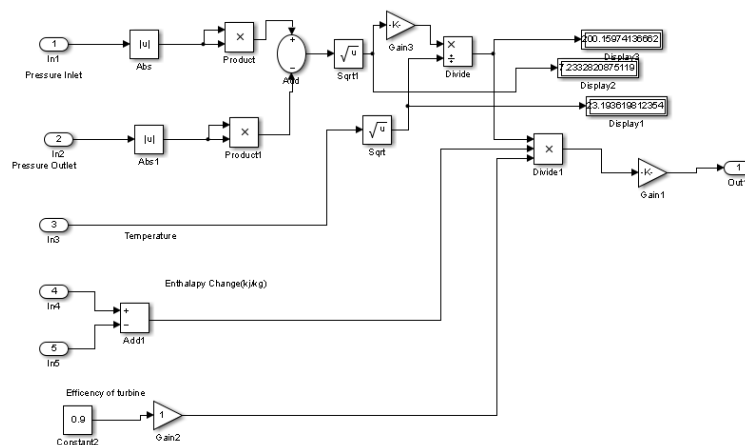 1
In1
Pressure Inlet
|u|
Abs
×
Product
+
−
Add
√u
Sqrt1
-K-
Gain3
×
÷
Divide
200.15974136662
Display3
7.2332820875119
Display2
23.193619812354
Display1
2
In2
Pressure Outlet
|u|
Abs1
×
Product1
√u
Sqrt
×
Divide1
-K-
Gain1
1
Out1
3
In3
Temperature
Enthalapy Change(kj/kg)
4
In4
+
−
Add1
5
In5
Efficency of turbine
0.9
Constant2
1
Gain2